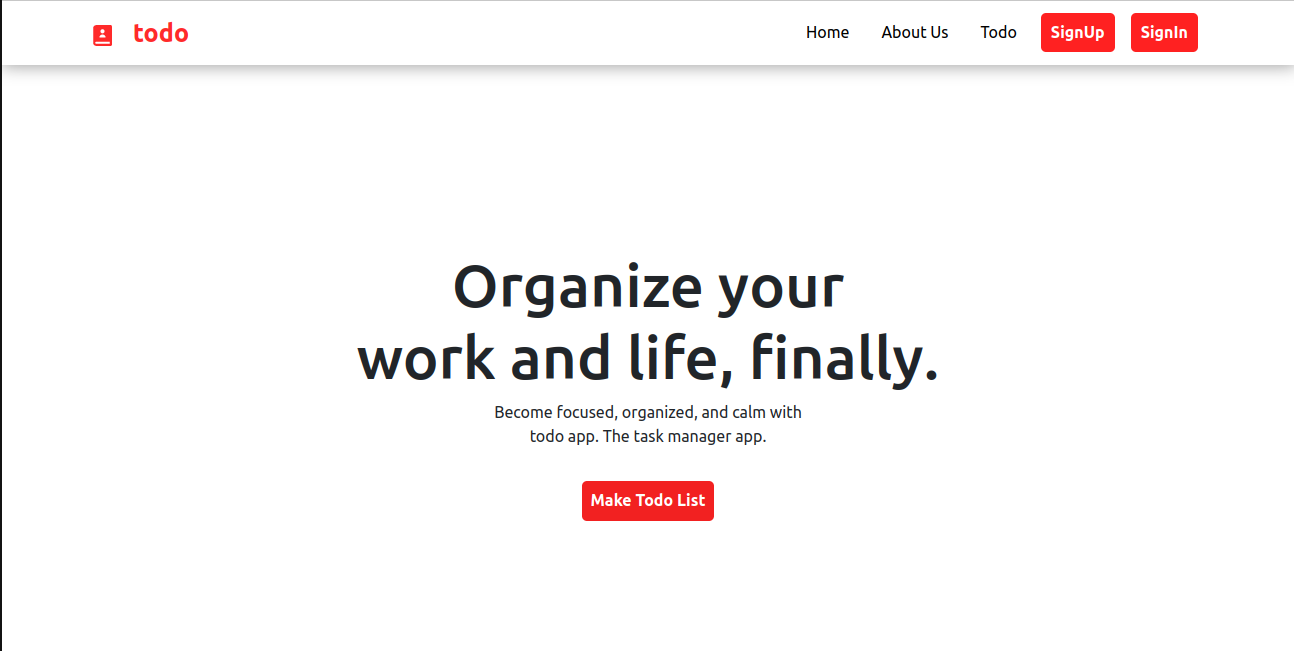 todo
Home About Us Todo SignUp SignIn
Organize your
work and life, finally.
Become focused, organized, and calm with
todo app. The task manager app.
Make Todo List